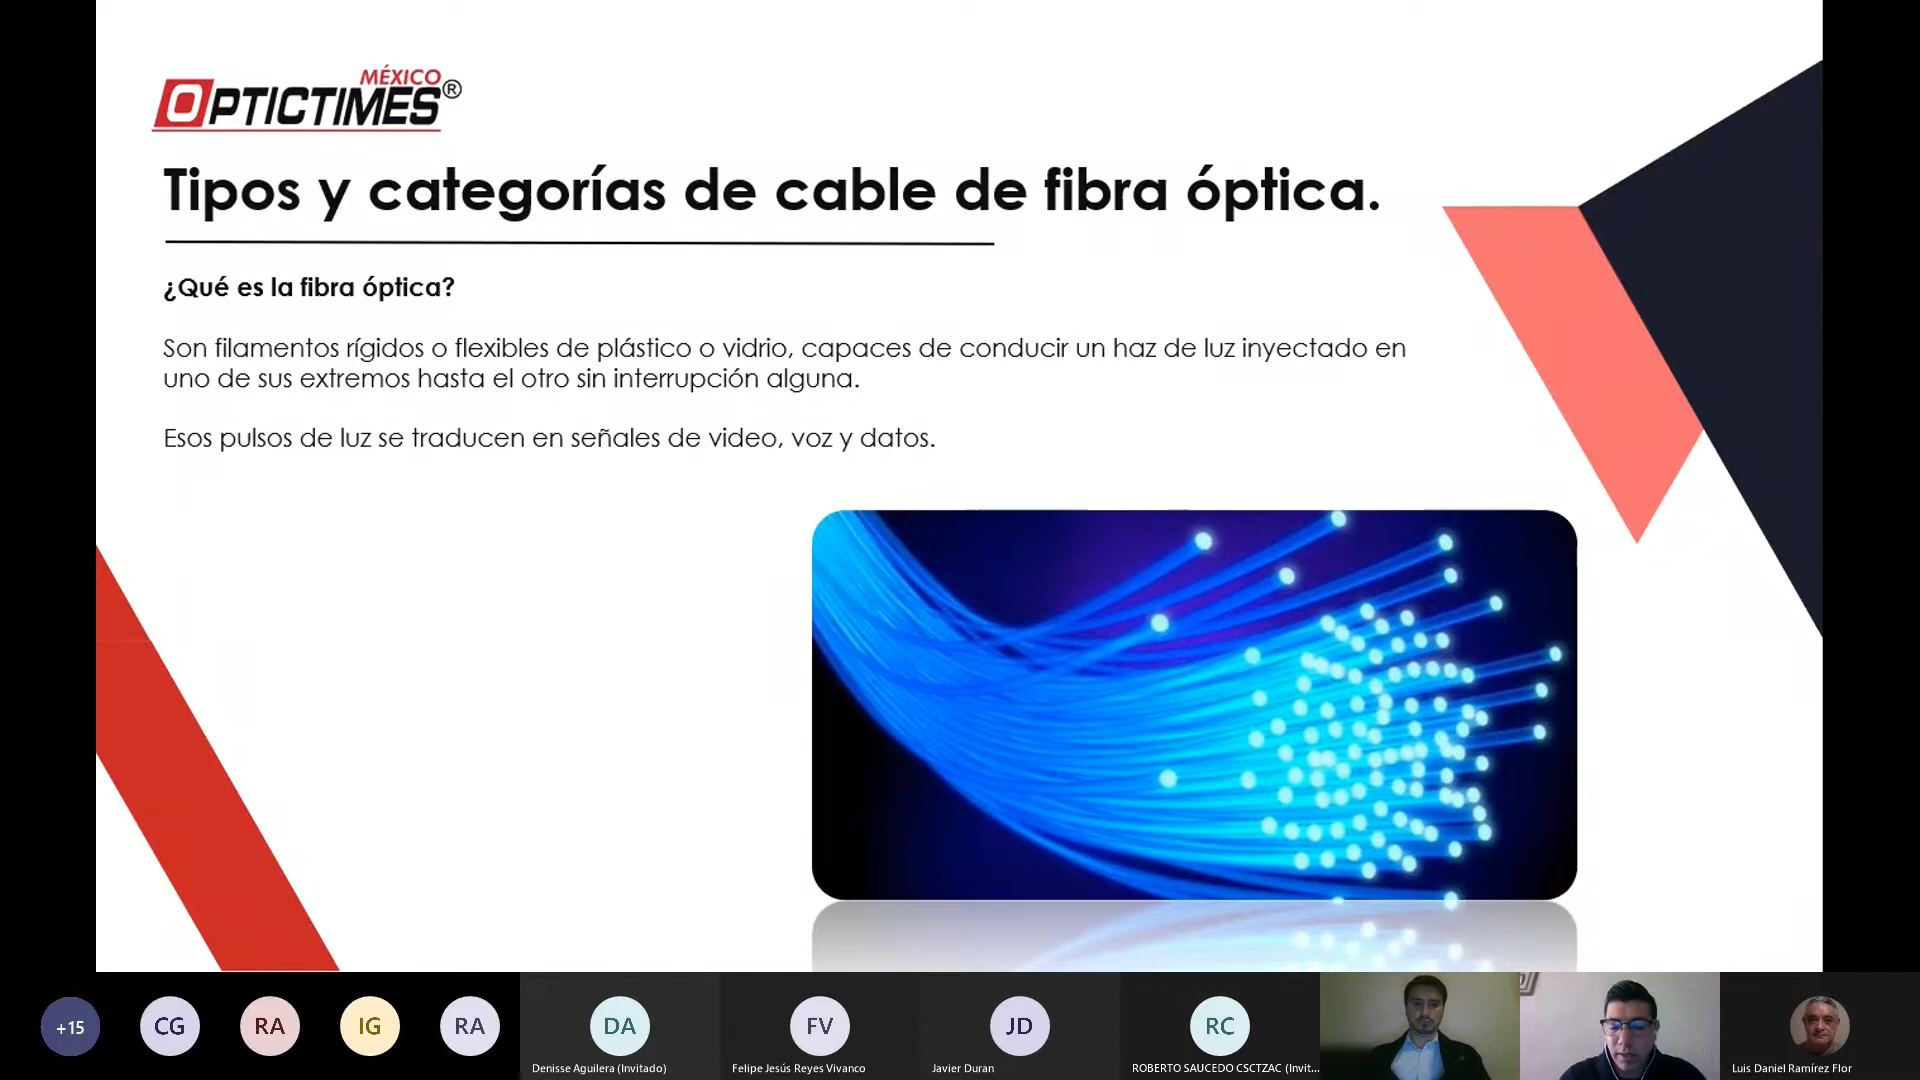 MÉXICO
OPTICTIMES®
Tipos y categorías de cable de fibra óptica.
¿Qué es la fibra óptica?
Son filamentos rígidos o flexibles de plástico o vidrio, capaces de conducir un haz de luz inyectado en
uno de sus extremos hasta el otro sin interrupción alguna.
Esos pulsos de luz se traducen en señales de video, voz y datos.
+15
CG
RA
IG
RA
DA
FV
JD
RC
Denisse Aguilera (Invitado)
Felipe Jesús Reyes Vivanco
Javier Duran
ROBERTO SAUCEDO CSCTZAC (Invit...
Luis Daniel Ramírez Flor